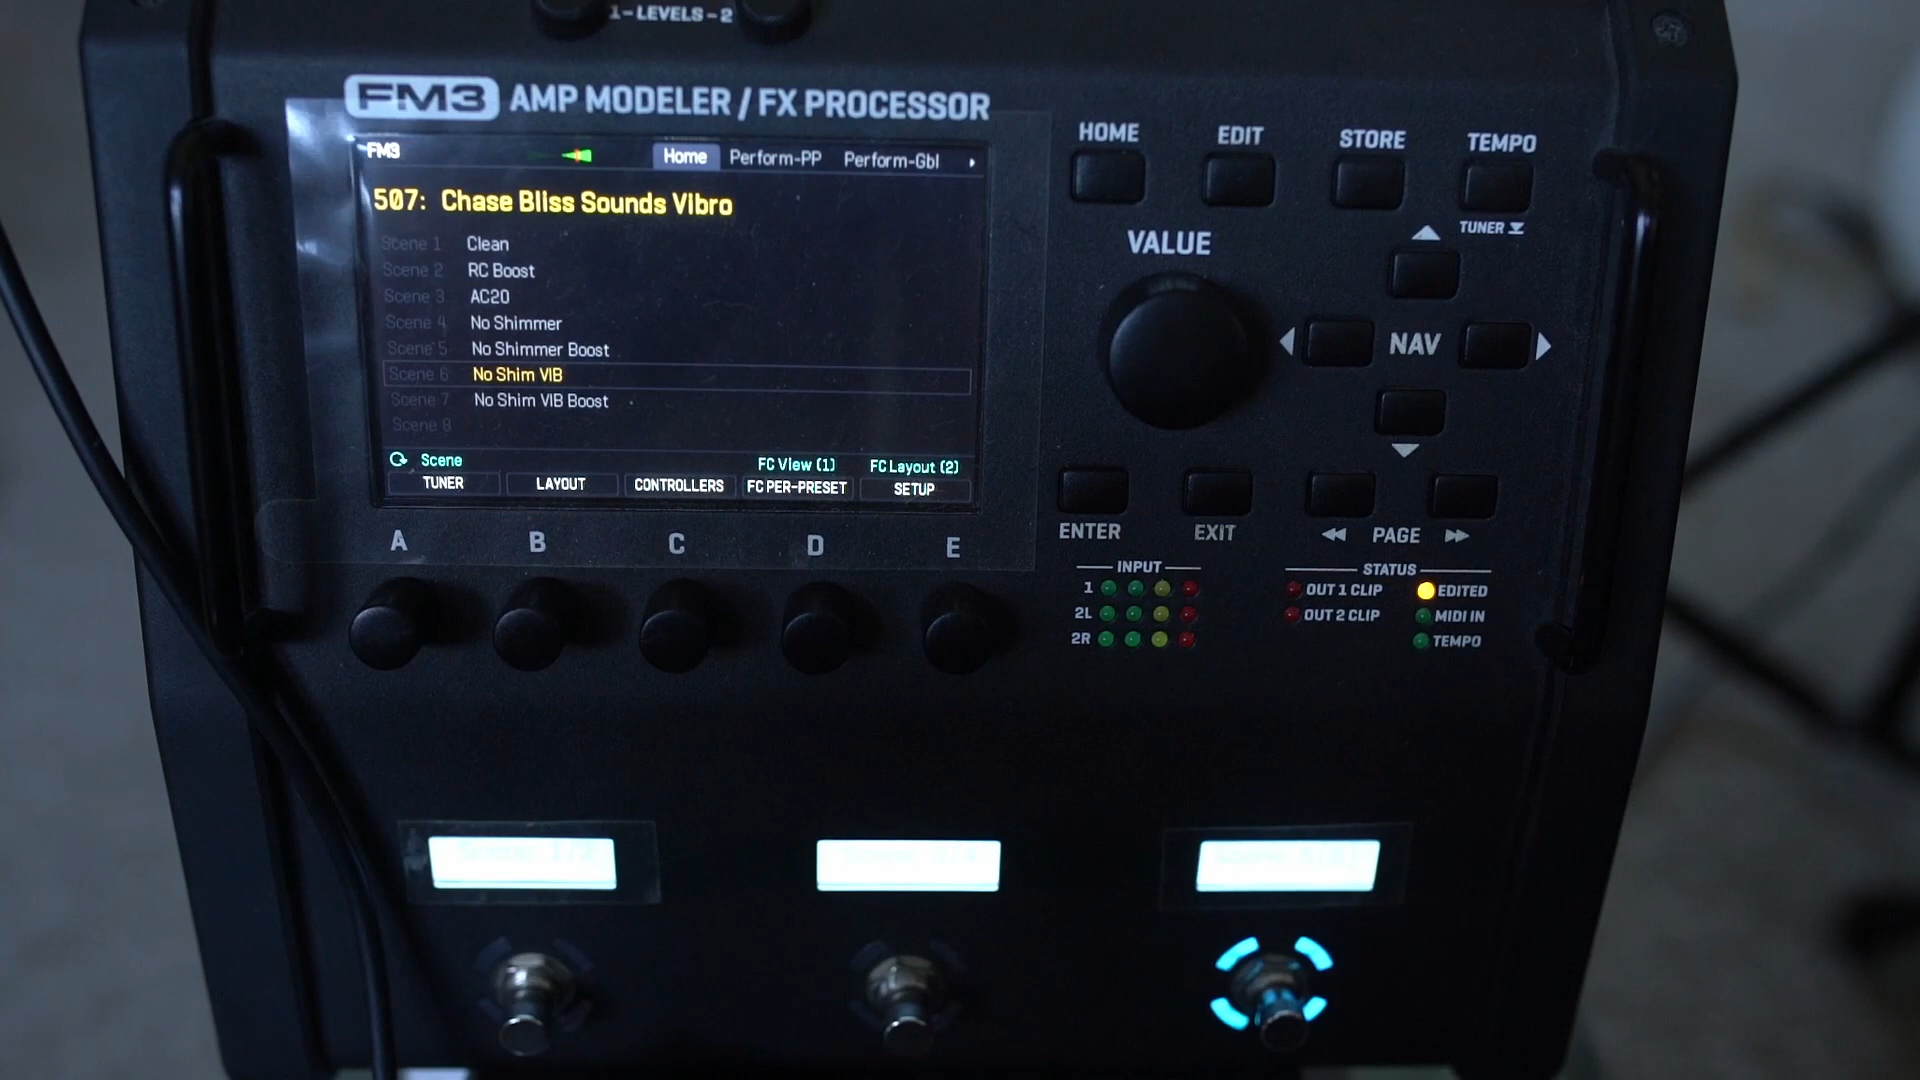 1 - LEVELS - 2
FM3 AMP MODELER / FX PROCESSOR
FM3 Home Perform-PP Perform-Gbl
507: Chase Bliss Sounds Vibro
Scene 1 Clean
Scene 2 RC Boost
Scene 3 AC20
Scene 4 No Shimmer
Scene 5 No Shimmer Boost
Scene 6 No Shim VIB
Scene 7 No Shim VIB Boost
Scene 8
Scene FC View (1) FC Layout (2)
TUNER LAYOUT CONTROLLERS FC PER-PRESET SETUP
A B C D E
HOME EDIT STORE TEMPO
TUNER
VALUE
NAV
ENTER EXIT PAGE
INPUT
1
2L
2R
STATUS
OUT 1 CLIP EDITED
OUT 2 CLIP MIDI IN
TEMPO